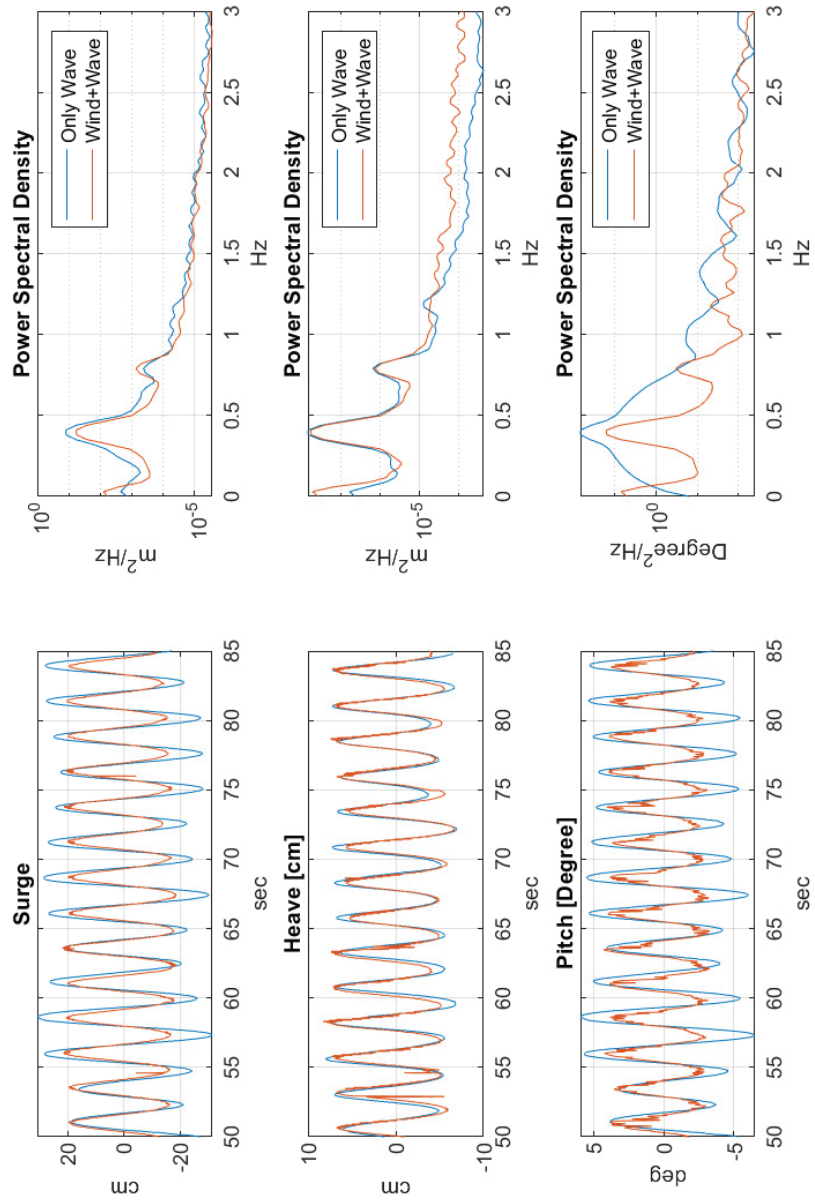 Surge
cm
20
0
-20
50 55 60 65 70 75 80 85
sec
Power Spectral Density
m²/Hz
10⁰
10⁻⁵
Only Wave
Wind+Wave
0 0.5 1 1.5 2 2.5 3
Hz
Heave [cm]
cm
10
0
-10
50 55 60 65 70 75 80 85
sec
Power Spectral Density
m²/Hz
10⁻⁵
Only Wave
Wind+Wave
0 0.5 1 1.5 2 2.5 3
Hz
Pitch [Degree]
deg
5
0
-5
50 55 60 65 70 75 80 85
sec
Power Spectral Density
Degree²/Hz
10⁰
Only Wave
Wind+Wave
0 0.5 1 1.5 2 2.5 3
Hz